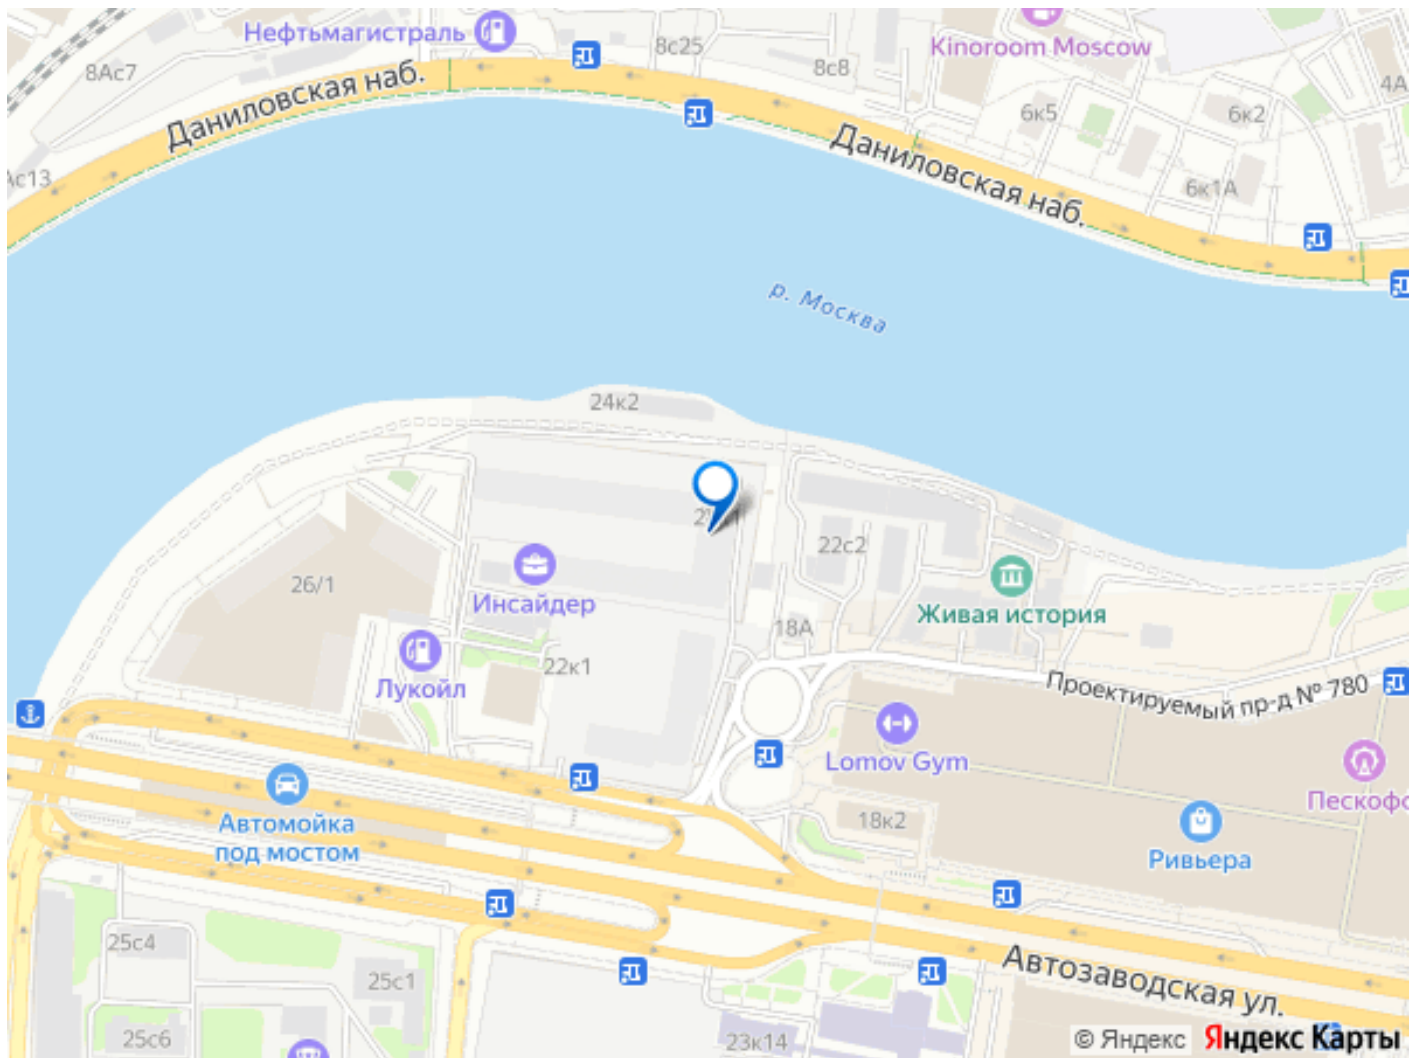 Нефтьмагистраль
8с25
Kinoroom Moscow
8Ас7
8с8
4А
Даниловская наб.
6к5
6к2
Даниловская наб.
Ас13
6к1А
р. Москва
24к2
22с2
26/1
Инсайдер
Живая история
18А
22к1
Лукойл
Проектируемый пр-д № 780
Lomov Gym
Пескоф
Автомойка
под мостом
18к2
Ривьера
25с4
Автозаводская ул.
25с1
25с6
23к14
© Яндекс Яндекс Карты